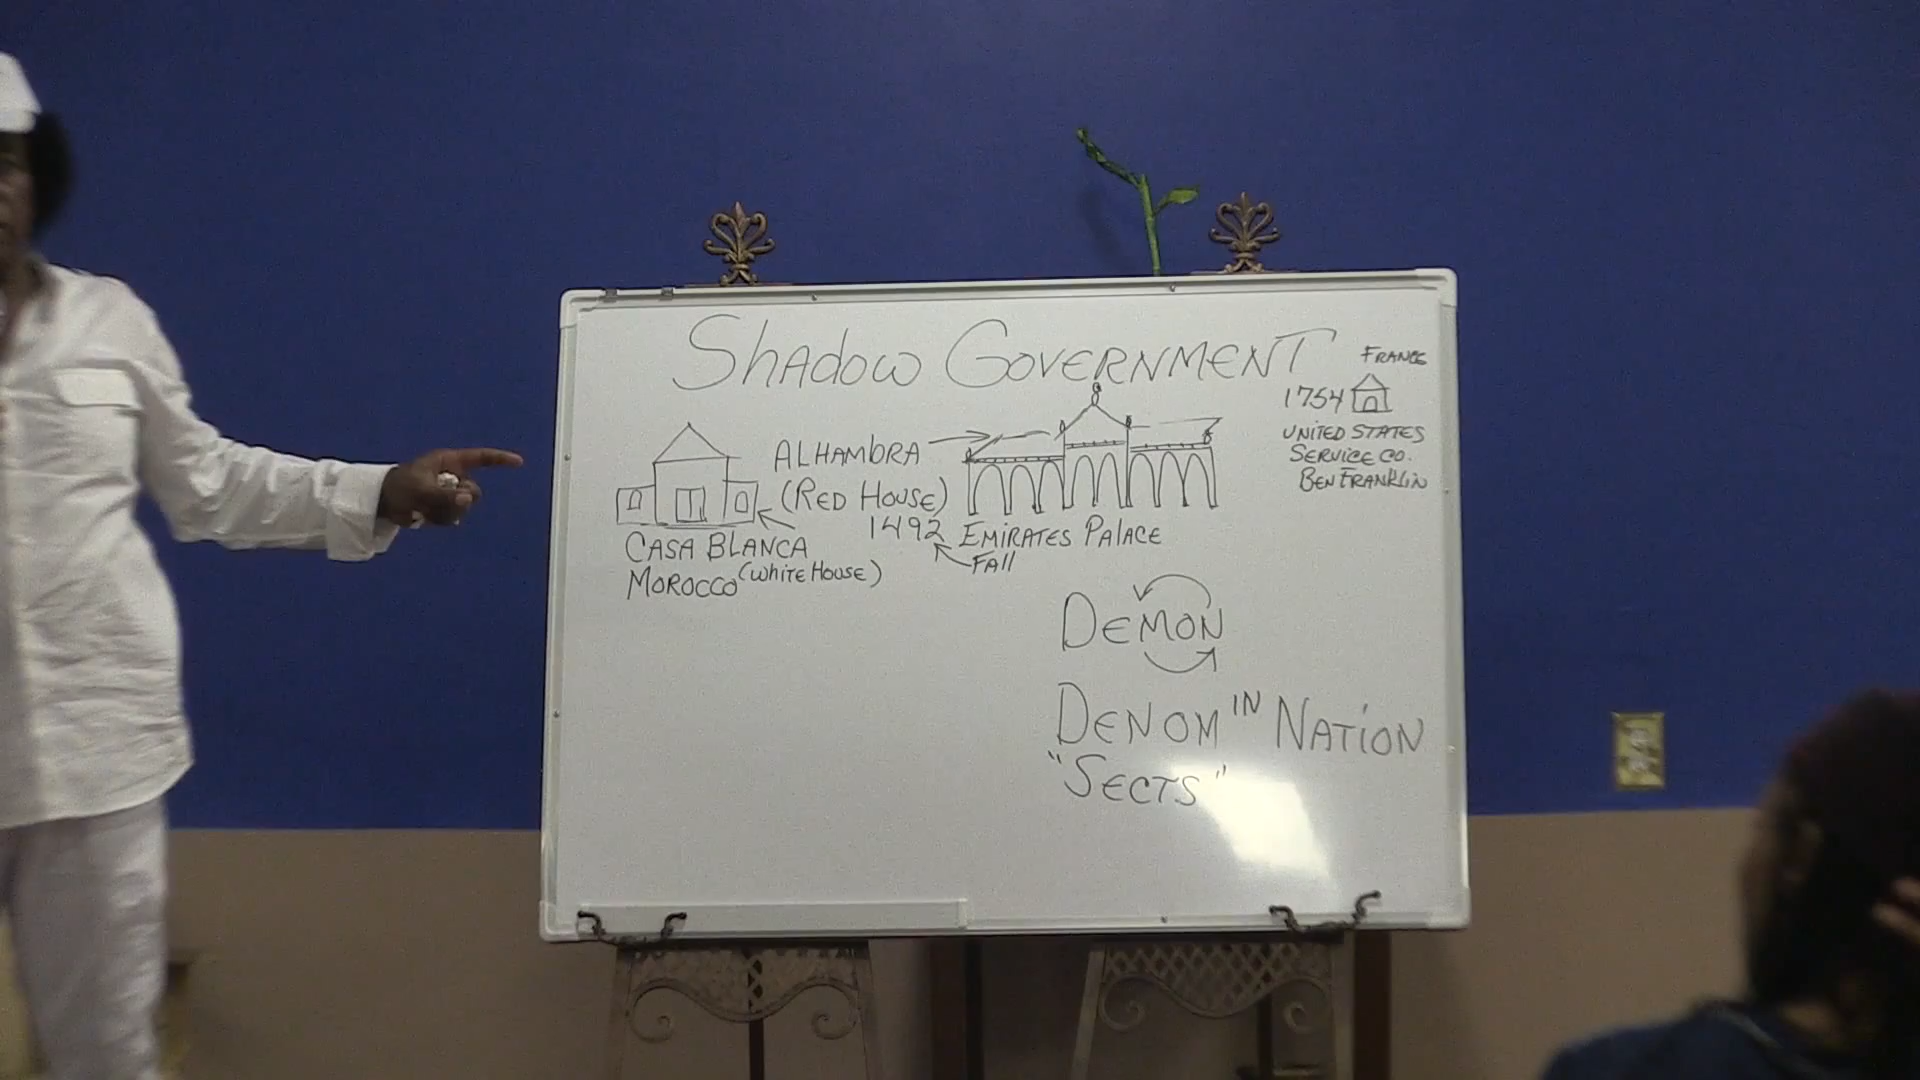 Shadow Government
France
1754
United States
Service Co.
Ben Franklin
Alhambra
(Red House)
1492 Emirates Palace
Fall
Casa Blanca
Morocco (White House)
Demon
Denom in Nation
"Sects"